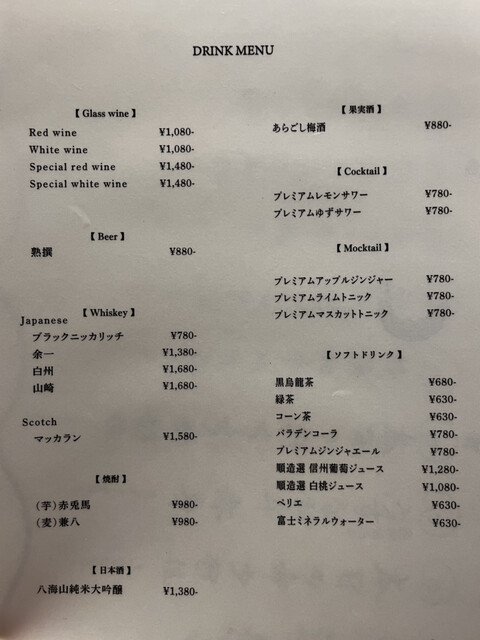 DRINK MENU
【 Glass wine 】
Red wine ¥1,080-
White wine ¥1,080-
Special red wine ¥1,480-
Special white wine ¥1,480-
【 Beer 】
熟撰 ¥880-
【 Whiskey 】
Japanese
ブラックニッカリッチ ¥780-
余一 ¥1,380-
白州 ¥1,680-
山崎 ¥1,680-
Scotch
マッカラン ¥1,580-
【 焼酎 】
(芋)赤兎馬 ¥980-
(麦)兼八 ¥980-
【 日本酒 】
八海山純米大吟醸 ¥1,380-
【 果実酒 】
あらごし梅酒 ¥880-
【 Cocktail 】
プレミアムレモンサワー ¥780-
プレミアムゆずサワー ¥780-
【 Mocktail 】
プレミアムアップルジンジャー ¥780-
プレミアムライムトニック ¥780-
プレミアムマスカットトニック ¥780-
【 ソフトドリンク 】
黒烏龍茶 ¥680-
緑茶 ¥630-
コーン茶 ¥630-
バラデンコーラ ¥780-
プレミアムジンジャエール ¥780-
順造選 信州葡萄ジュース ¥1,280-
順造選 白桃ジュース ¥1,080-
ペリエ ¥630-
富士ミネラルウォーター ¥630-